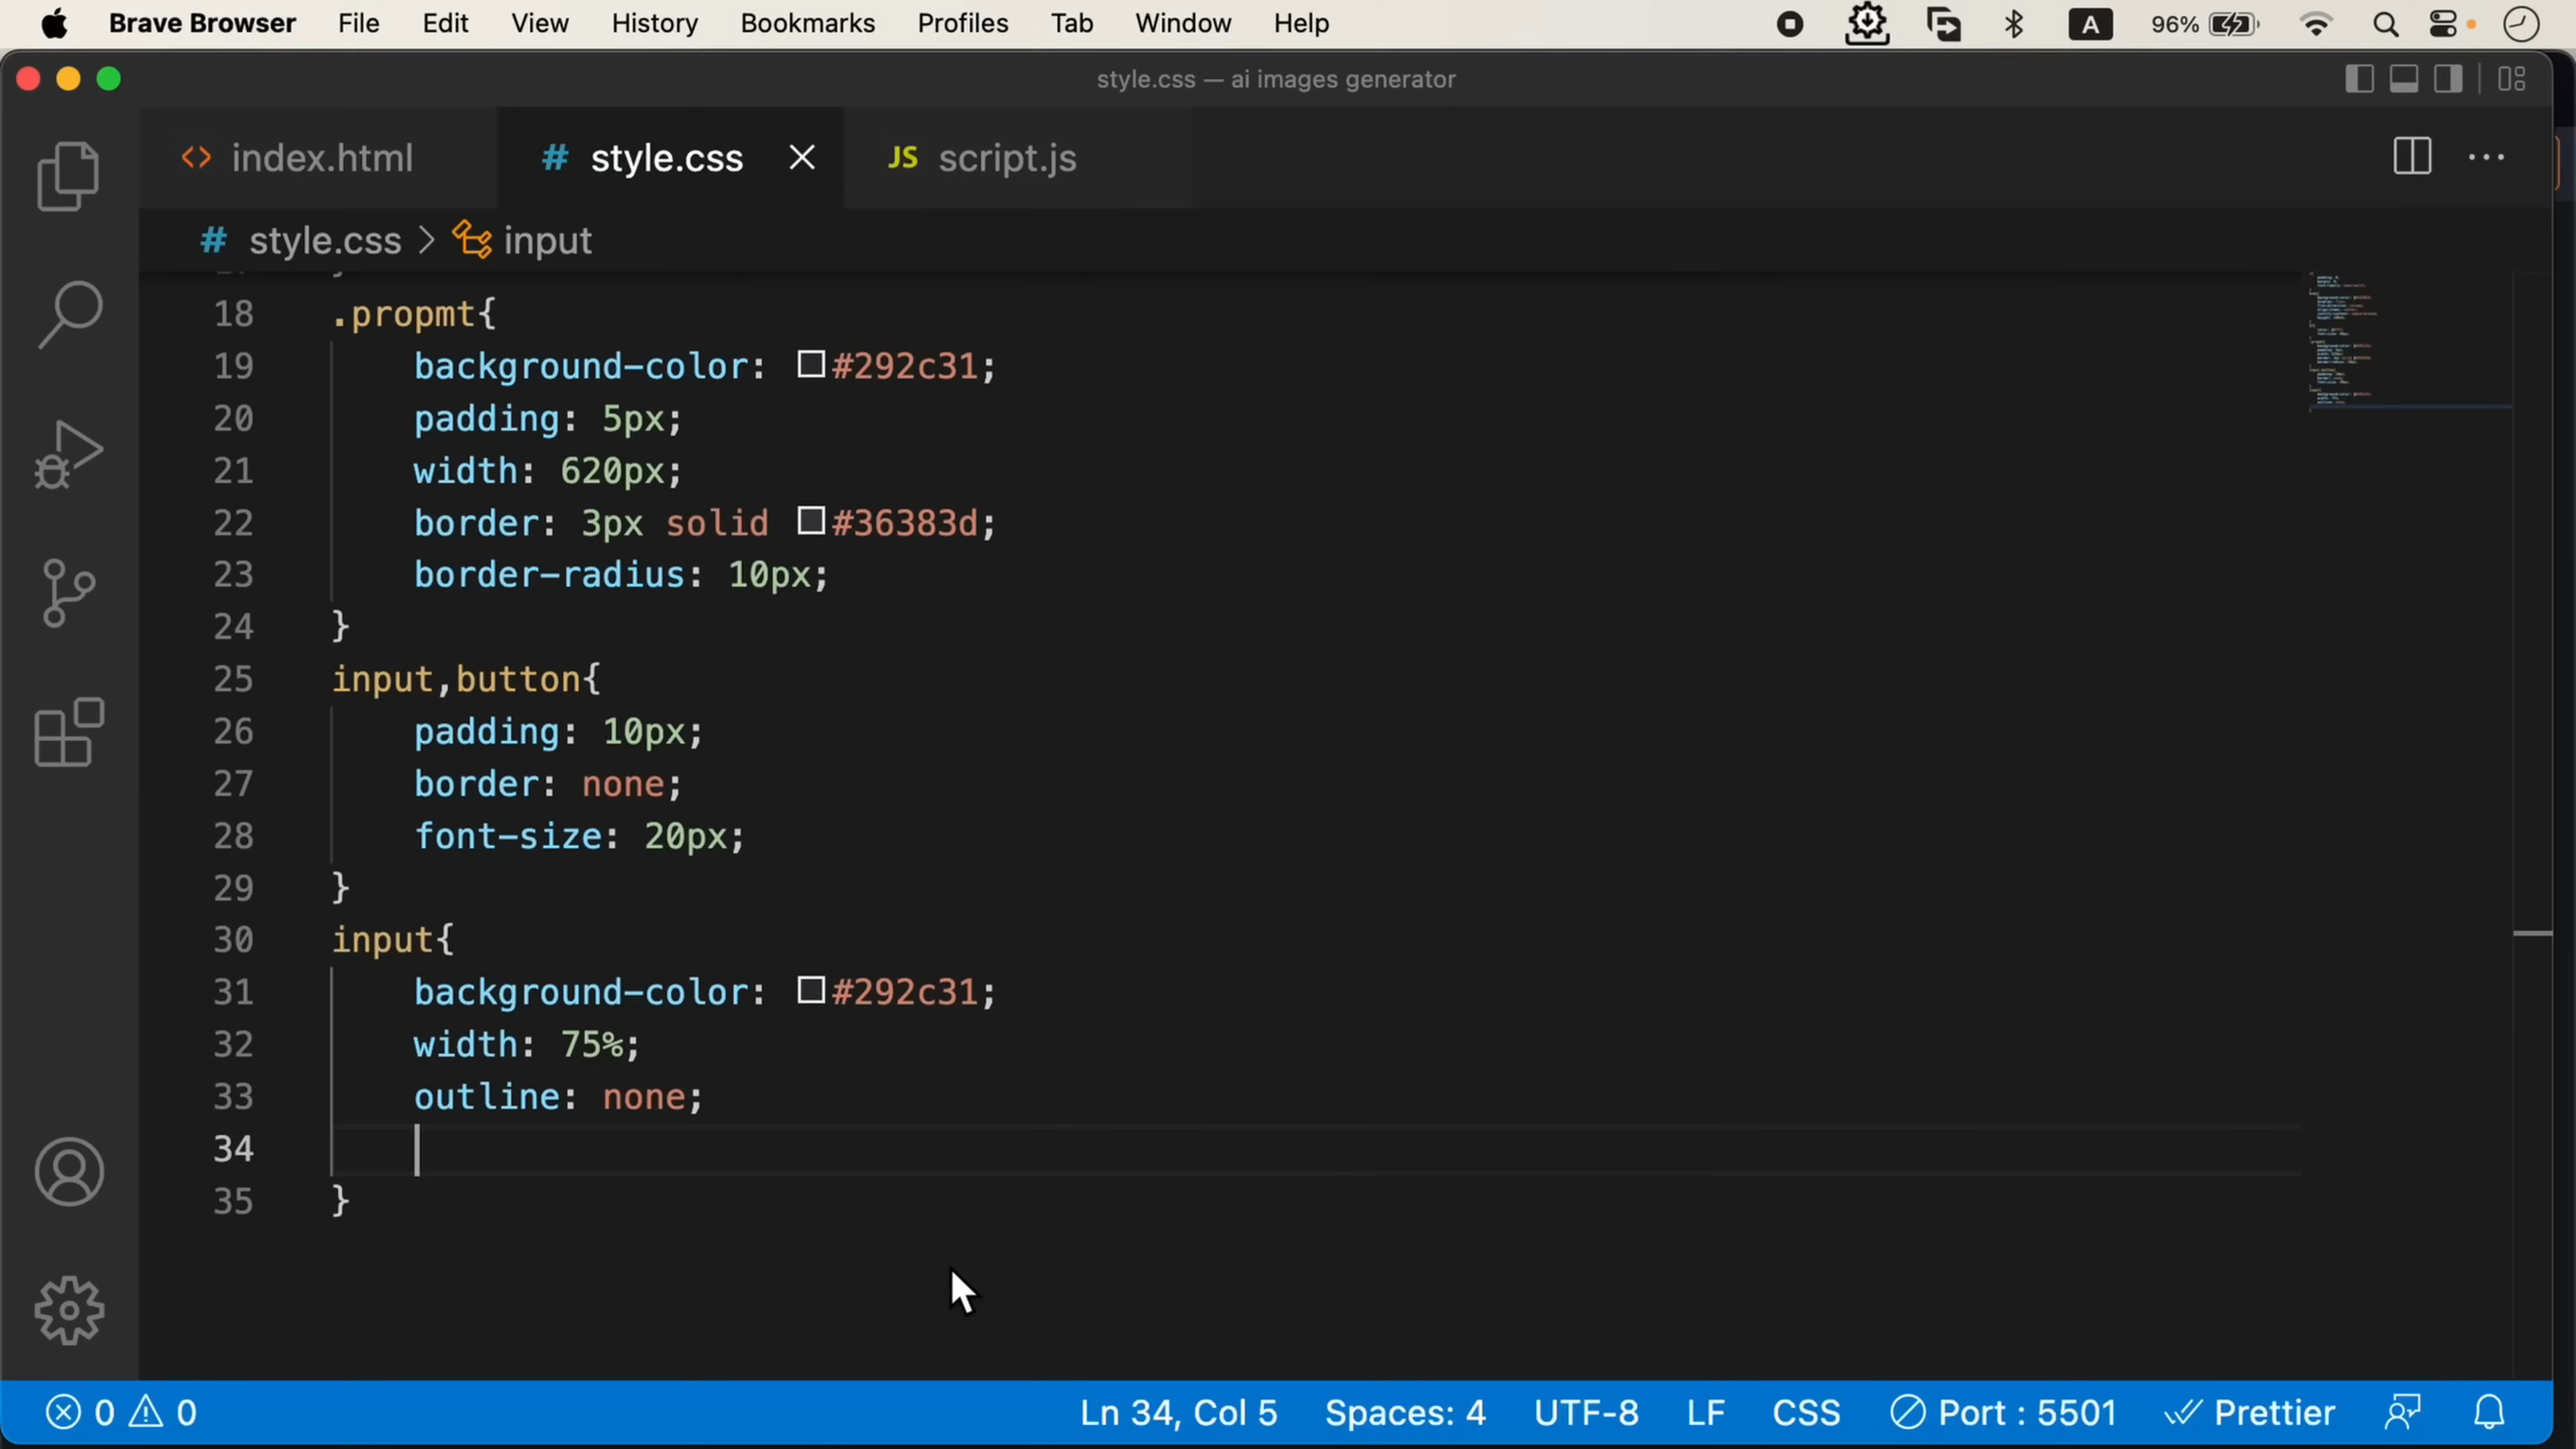 Brave Browser File Edit View History Bookmarks Profiles Tab Window Help A 96%
style.css — ai images generator
index.html # style.css JS script.js
# style.css > input
18 .propmt{
19 background-color: #292c31;
20 padding: 5px;
21 width: 620px;
22 border: 3px solid #36383d;
23 border-radius: 10px;
24 }
25 input,button{
26 padding: 10px;
27 border: none;
28 font-size: 20px;
29 }
30 input{
31 background-color: #292c31;
32 width: 75%;
33 outline: none;
34
35 }
0 0 Ln 34, Col 5 Spaces: 4 UTF-8 LF CSS Port : 5501 Prettier